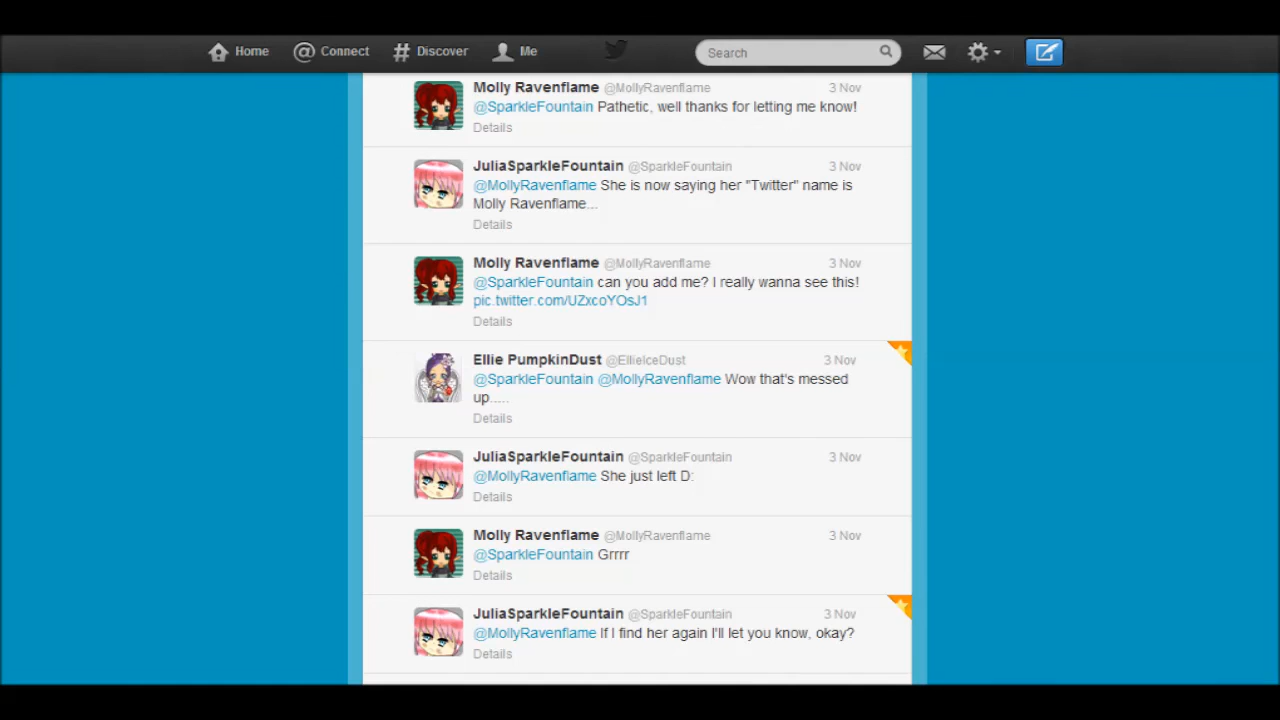 Home Connect Discover Me Search
Molly Ravenflame @MollyRavenflame 3 Nov
@SparkleFountain Pathetic, well thanks for letting me know!
Details
JuliaSparkleFountain @SparkleFountain 3 Nov
@MollyRavenflame She is now saying her "Twitter" name is
Molly Ravenflame...
Details
Molly Ravenflame @MollyRavenflame 3 Nov
@SparkleFountain can you add me? I really wanna see this!
pic.twitter.com/UZxcoYOsJ1
Details
Ellie PumpkinDust @EllieIceDust 3 Nov
@SparkleFountain @MollyRavenflame Wow that's messed
up.....
Details
JuliaSparkleFountain @SparkleFountain 3 Nov
@MollyRavenflame She just left D:
Details
Molly Ravenflame @MollyRavenflame 3 Nov
@SparkleFountain Grrrr
Details
JuliaSparkleFountain @SparkleFountain 3 Nov
@MollyRavenflame If I find her again I'll let you know, okay?
Details